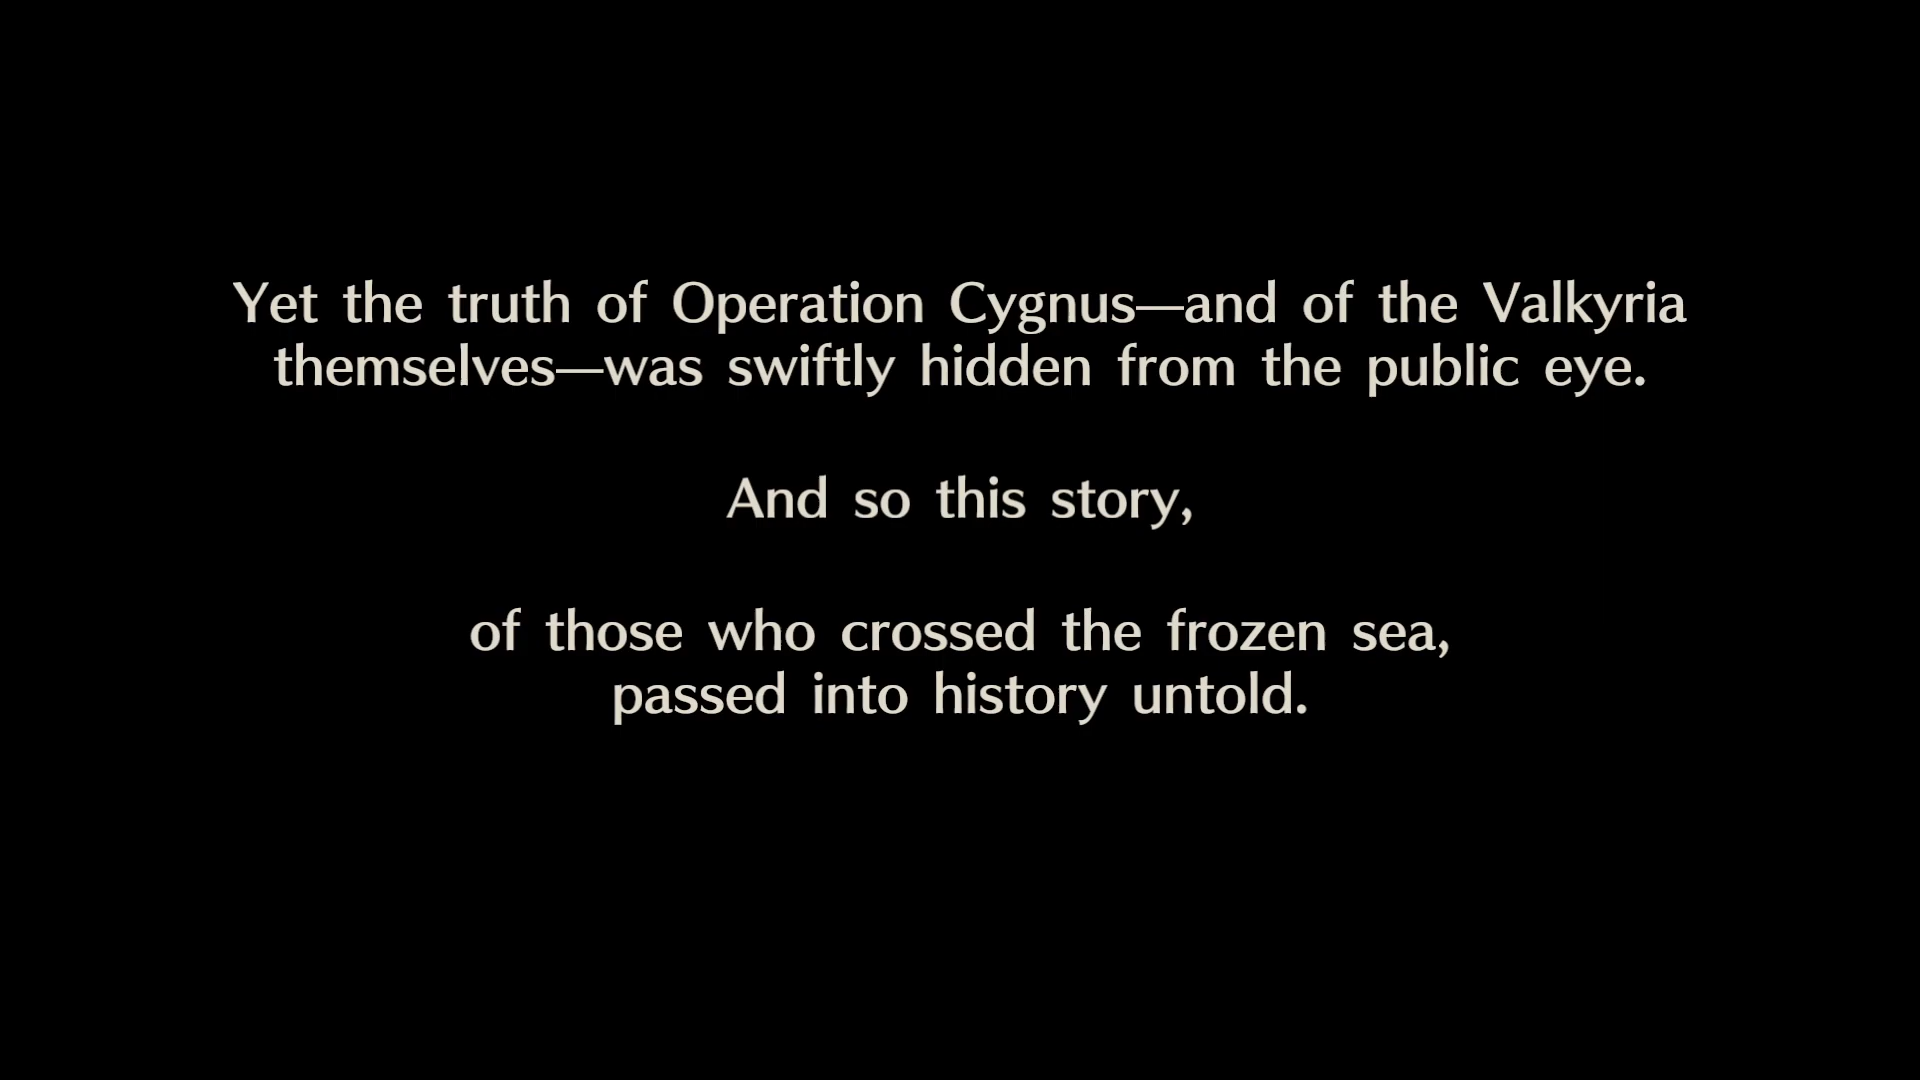 Yet the truth of Operation Cygnus—and of the Valkyria
themselves—was swiftly hidden from the public eye.
And so this story,
of those who crossed the frozen sea,
passed into history untold.